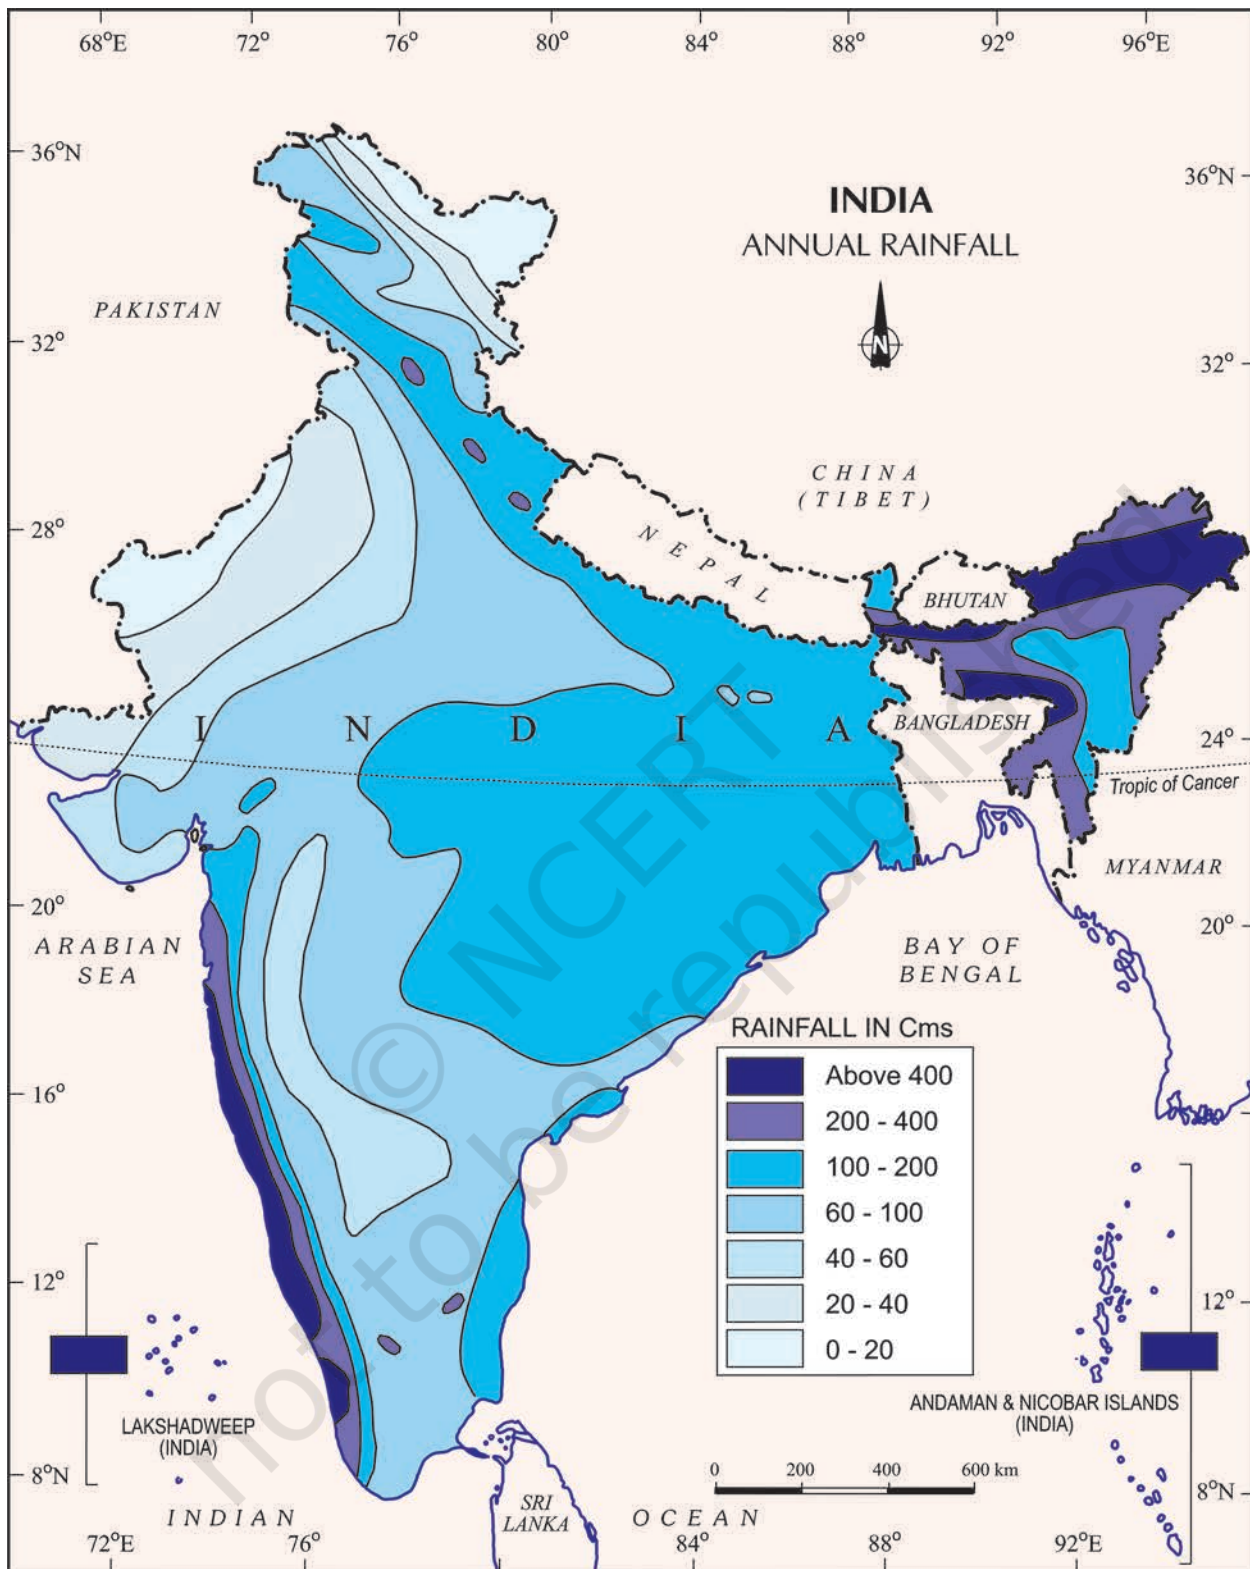 68°E 72° 76° 80° 84° 88° 92° 96°E
36°N
36°N
INDIA
ANNUAL RAINFALL
N
PAKISTAN
32°
32°
CHINA
(TIBET)
28°
NEPAL
BHUTAN
INDIA
BANGLADESH
24°
Tropic of Cancer
MYANMAR
20°
20°
ARABIAN
SEA
BAY OF
BENGAL
© NCERT
not to be republished
RAINFALL IN Cms
Above 400
200 - 400
100 - 200
60 - 100
40 - 60
20 - 40
0 - 20
16°
12°
12°
LAKSHADWEEP
(INDIA)
ANDAMAN & NICOBAR ISLANDS
(INDIA)
8°N
8°N
0 200 400 600 km
SRI
LANKA
INDIAN OCEAN
72°E 76° 84° 88° 92°E